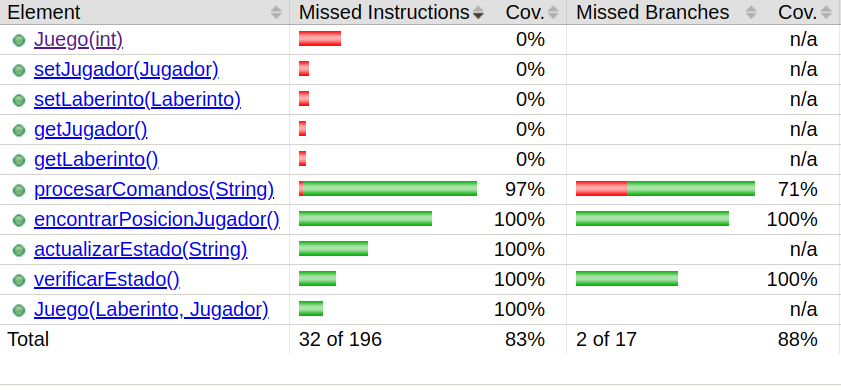 Element Missed Instructions Cov. Missed Branches Cov.
Juego(int) 0% n/a
setJugador(Jugador) 0% n/a
setLaberinto(Laberinto) 0% n/a
getJugador() 0% n/a
getLaberinto() 0% n/a
procesarComandos(String) 97% 71%
encontrarPosicionJugador() 100% 100%
actualizarEstado(String) 100% n/a
verificarEstado() 100% 100%
Juego(Laberinto, Jugador) 100% n/a
Total 32 of 196 83% 2 of 17 88%